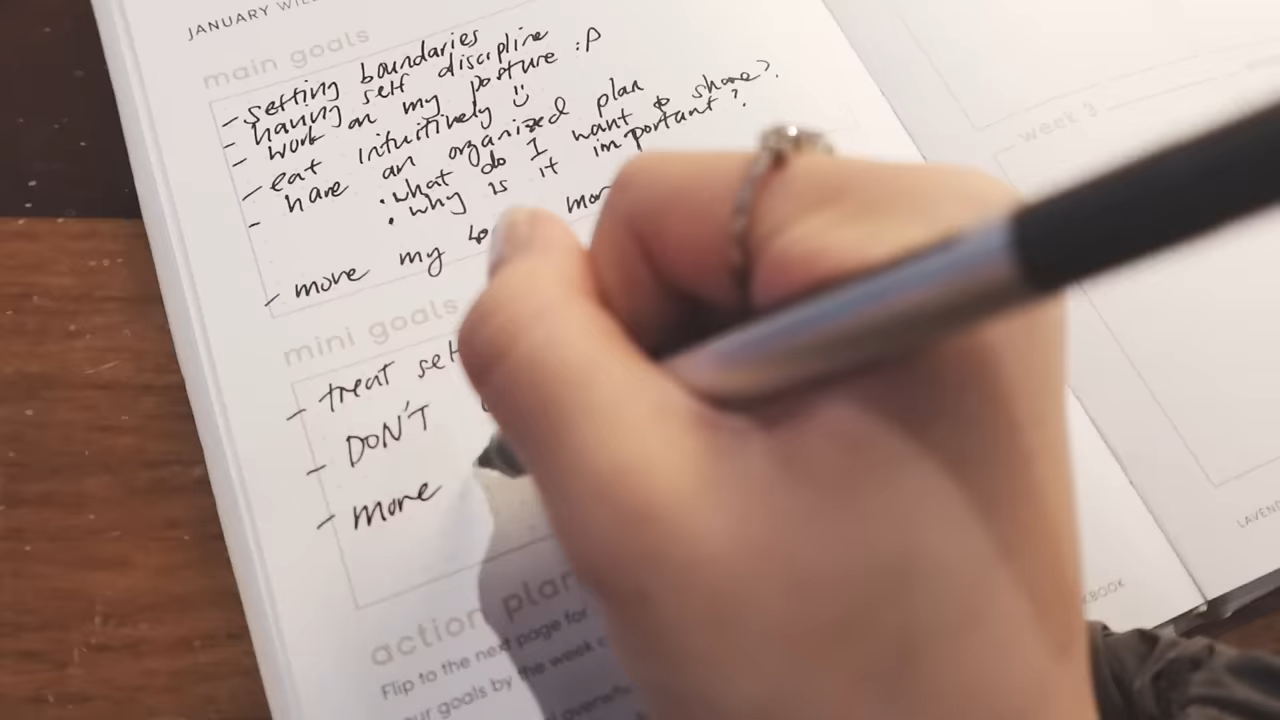 JANUARY
main goals
- setting boundaries
- having self discipline
- work on my posture :P
- eat intuitively
- have an organized plan
• what do I want to share?
• why is it important?
- more my
mini goals
- treat
- DON'T
- more
action plan
Flip to the next page for
our goals by the week
week 3